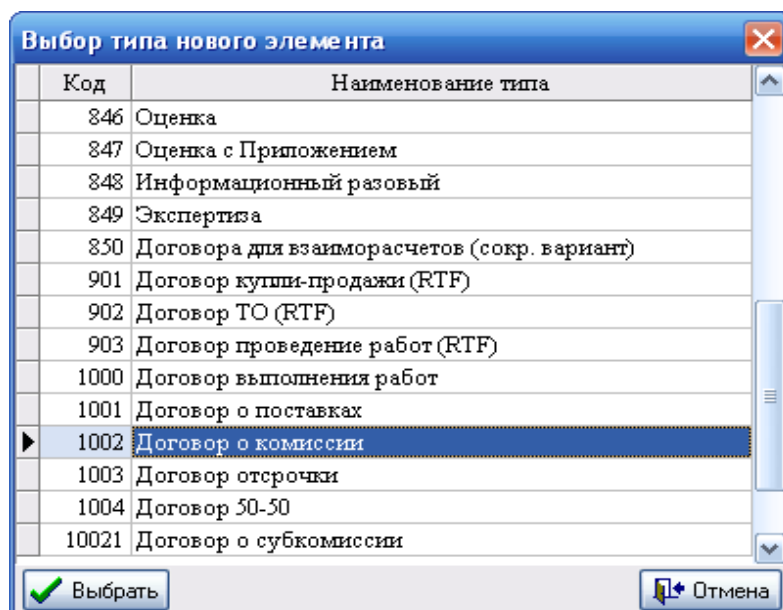 Выбор типа нового элемента
Код Наименование типа
846 Оценка
847 Оценка с Приложением
848 Информационный разовый
849 Экспертиза
850 Договора для взаиморасчетов (сокр. вариант)
901 Договор купли-продажи (RTF)
902 Договор ТО (RTF)
903 Договор проведение работ (RTF)
1000 Договор выполнения работ
1001 Договор о поставках
1002 Договор о комиссии
1003 Договор отсрочки
1004 Договор 50-50
10021 Договор о субкомиссии
Выбрать Отмена